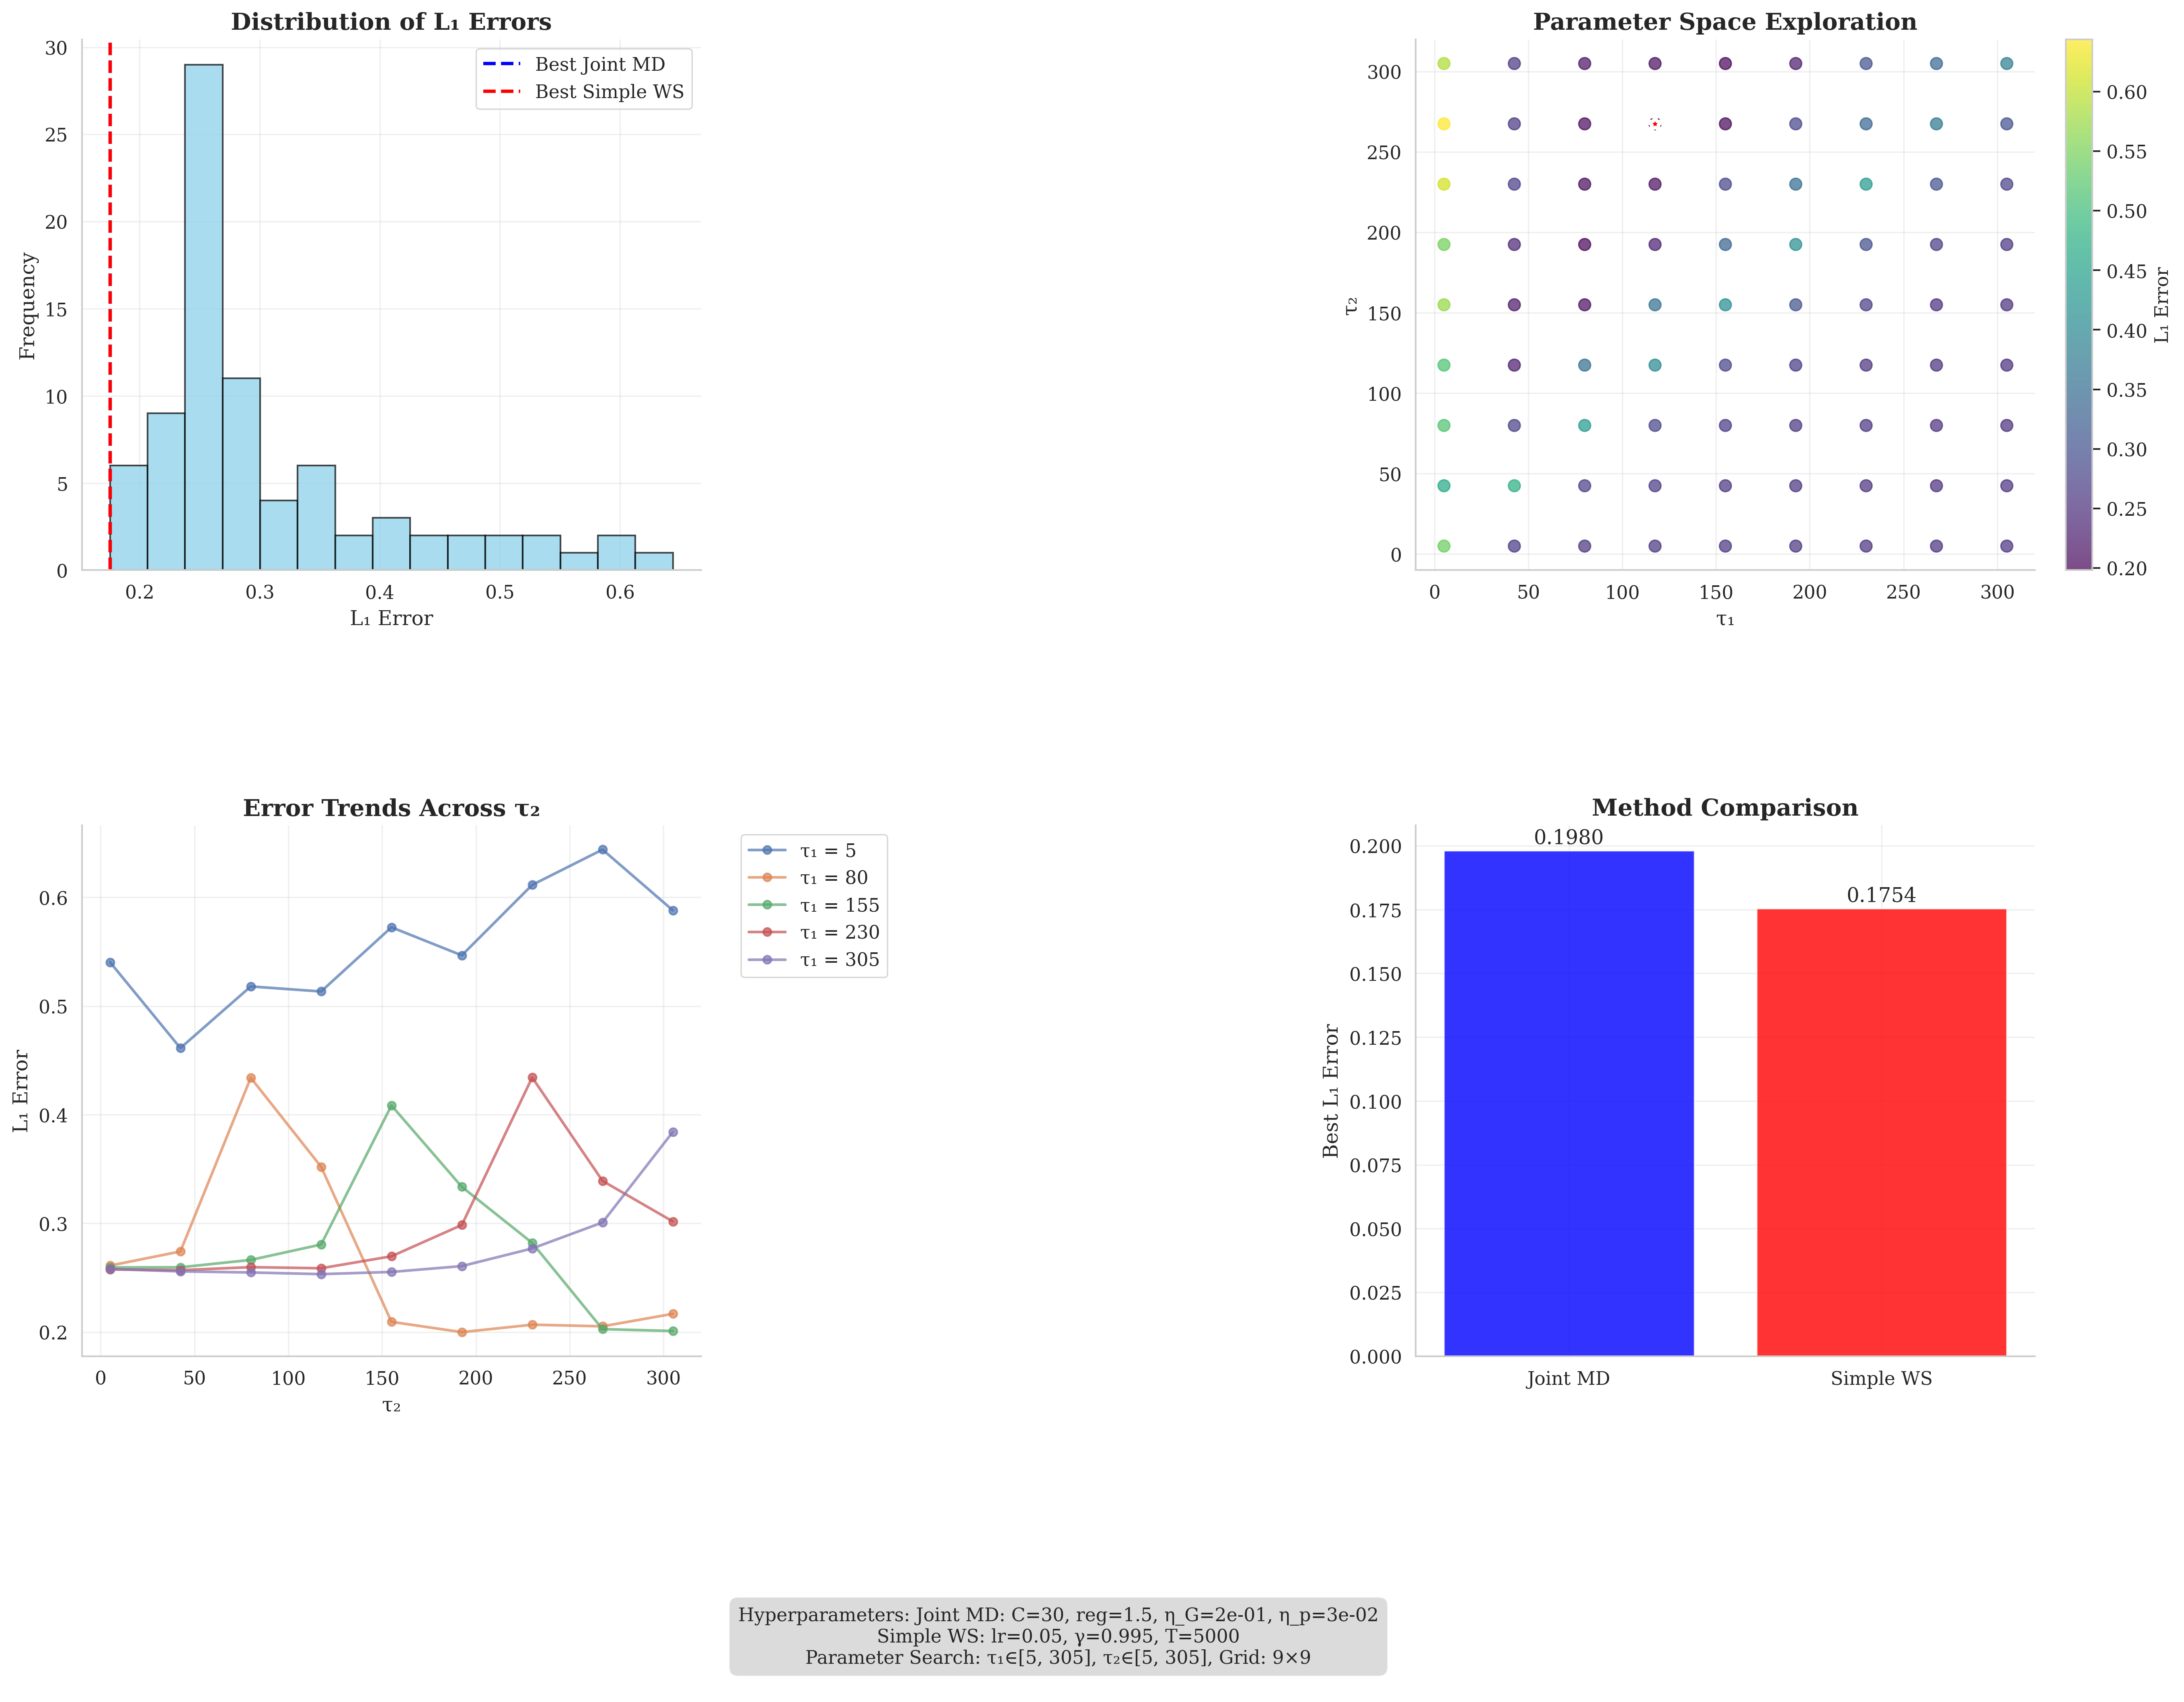 Distribution of L₁ Errors
30
25
20
15
10
5
0
Frequency
0.2 0.3 0.4 0.5 0.6
L₁ Error
Best Joint MD
Best Simple WS
Parameter Space Exploration
300
250
200
150
100
50
0
τ₂
0 50 100 150 200 250 300
τ₁
0.60
0.55
0.50
0.45
0.40
0.35
0.30
0.25
0.20
L₁ Error
Error Trends Across τ₂
0.6
0.5
0.4
0.3
0.2
L₁ Error
0 50 100 150 200 250 300
τ₂
τ₁ = 5
τ₁ = 80
τ₁ = 155
τ₁ = 230
τ₁ = 305
Method Comparison
0.1980
0.1754
0.200
0.175
0.150
0.125
0.100
0.075
0.050
0.025
0.000
Best L₁ Error
Joint MD Simple WS
Hyperparameters: Joint MD: C=30, reg=1.5, η_G=2e-01, η_p=3e-02
Simple WS: lr=0.05, γ=0.995, T=5000
Parameter Search: τ₁∈[5, 305], τ₂∈[5, 305], Grid: 9×9